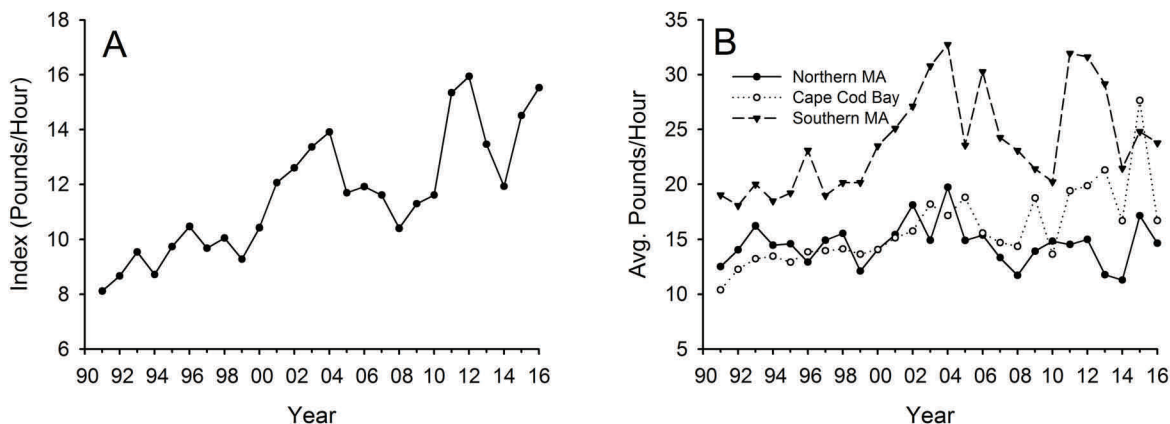 A
Index (Pounds/Hour)
18
16
14
12
10
8
6
90 92 94 96 98 00 02 04 06 08 10 12 14 16
Year
B
Avg. Pounds/Hour
35
30
25
20
15
10
5
Northern MA
Cape Cod Bay
Southern MA
90 92 94 96 98 00 02 04 06 08 10 12 14 16
Year